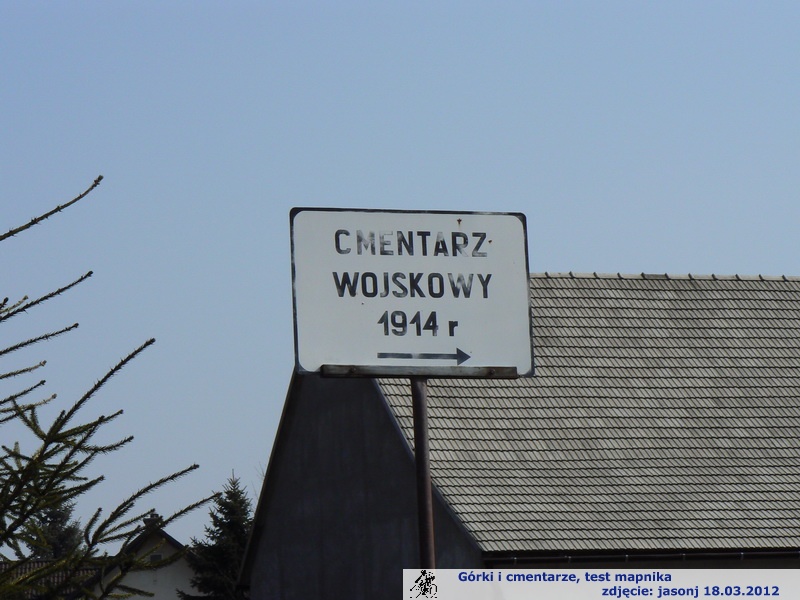 CMENTARZ
WOJSKOWY
1914 r
Górki i cmentarze, test mapnika
zdjęcie: jasonj 18.03.2012